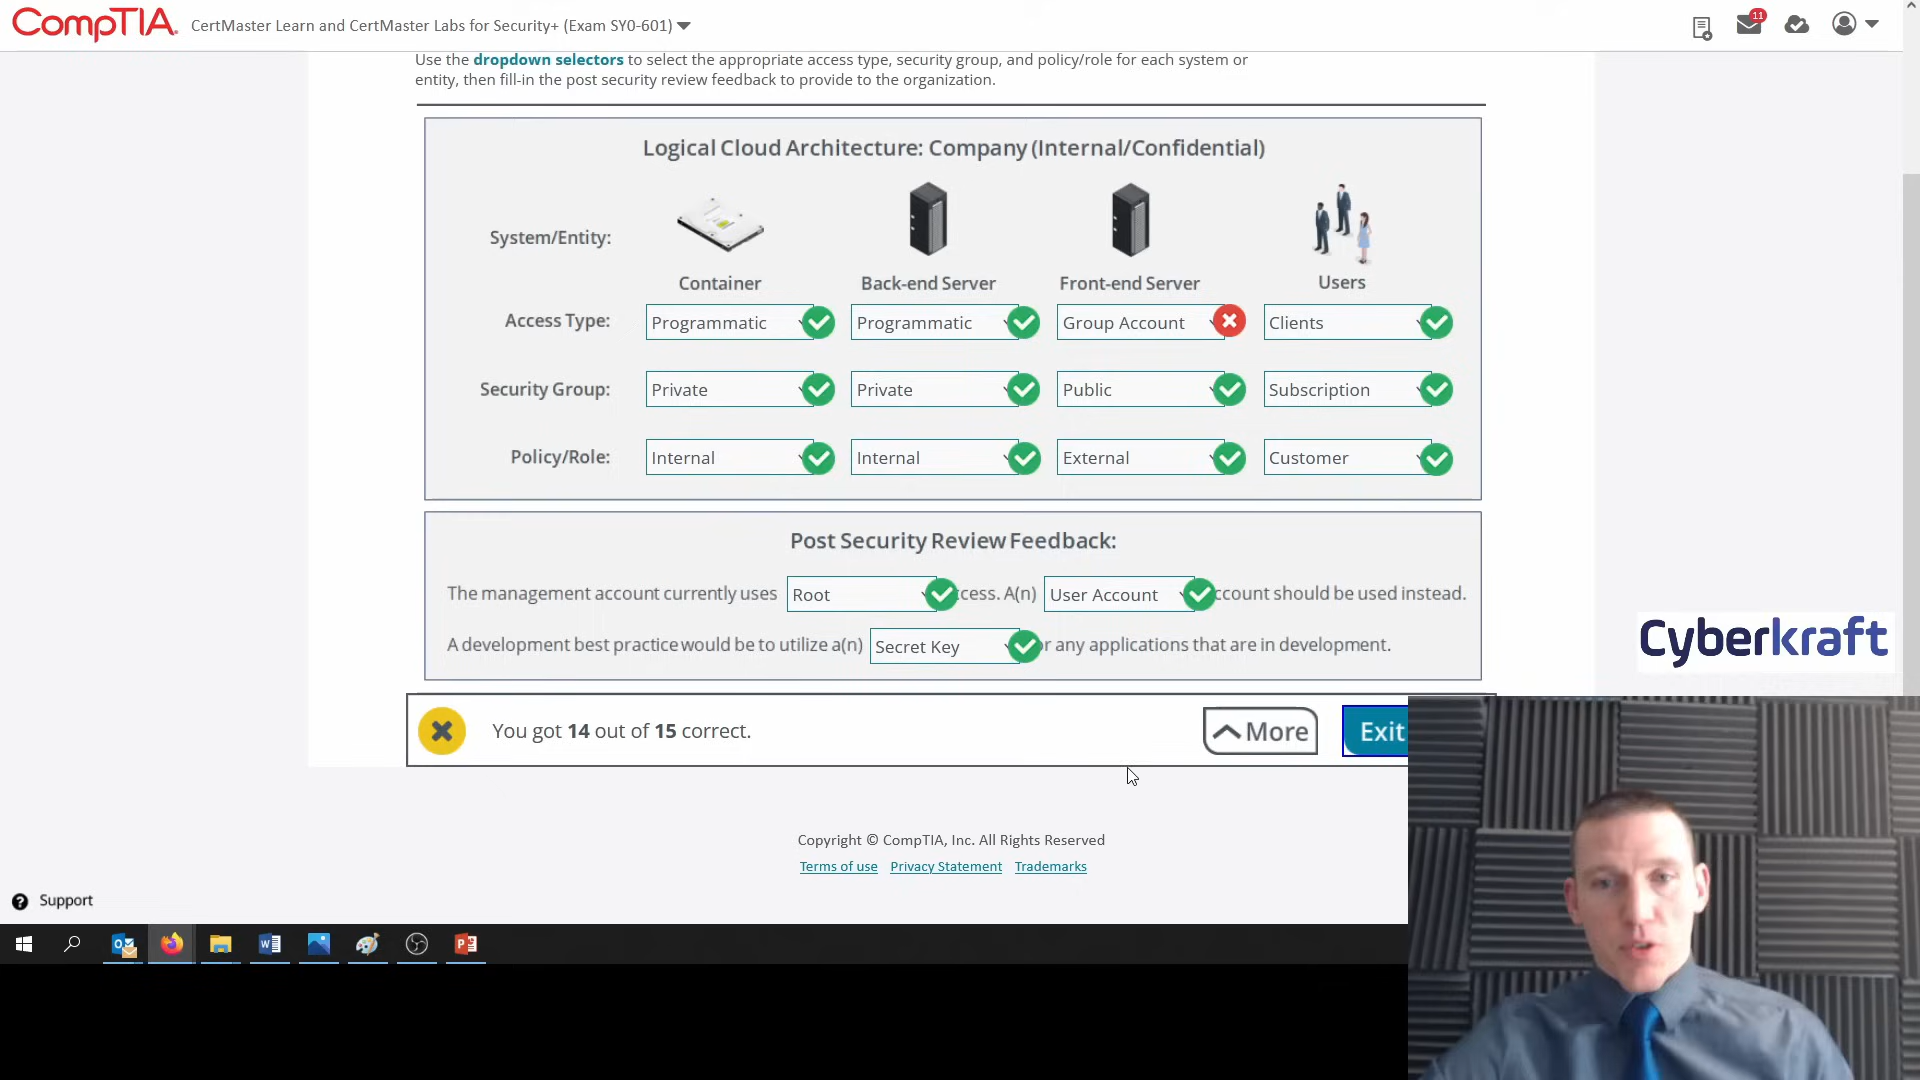 CompTIA. CertMaster Learn and CertMaster Labs for Security+ (Exam SY0-601)
11
Use the dropdown selectors to select the appropriate access type, security group, and policy/role for each system or
entity, then fill-in the post security review feedback to provide to the organization.
Logical Cloud Architecture: Company (Internal/Confidential)
System/Entity:
Container Back-end Server Front-end Server Users
Access Type: Programmatic Programmatic Group Account Clients
Security Group: Private Private Public Subscription
Policy/Role: Internal Internal External Customer
Post Security Review Feedback:
The management account currently uses Root cess. A(n) User Account ccount should be used instead.
A development best practice would be to utilize a(n) Secret Key r any applications that are in development.
Cyberkraft
You got 14 out of 15 correct.
More
Exit
Copyright © CompTIA, Inc. All Rights Reserved
Terms of use Privacy Statement Trademarks
? Support